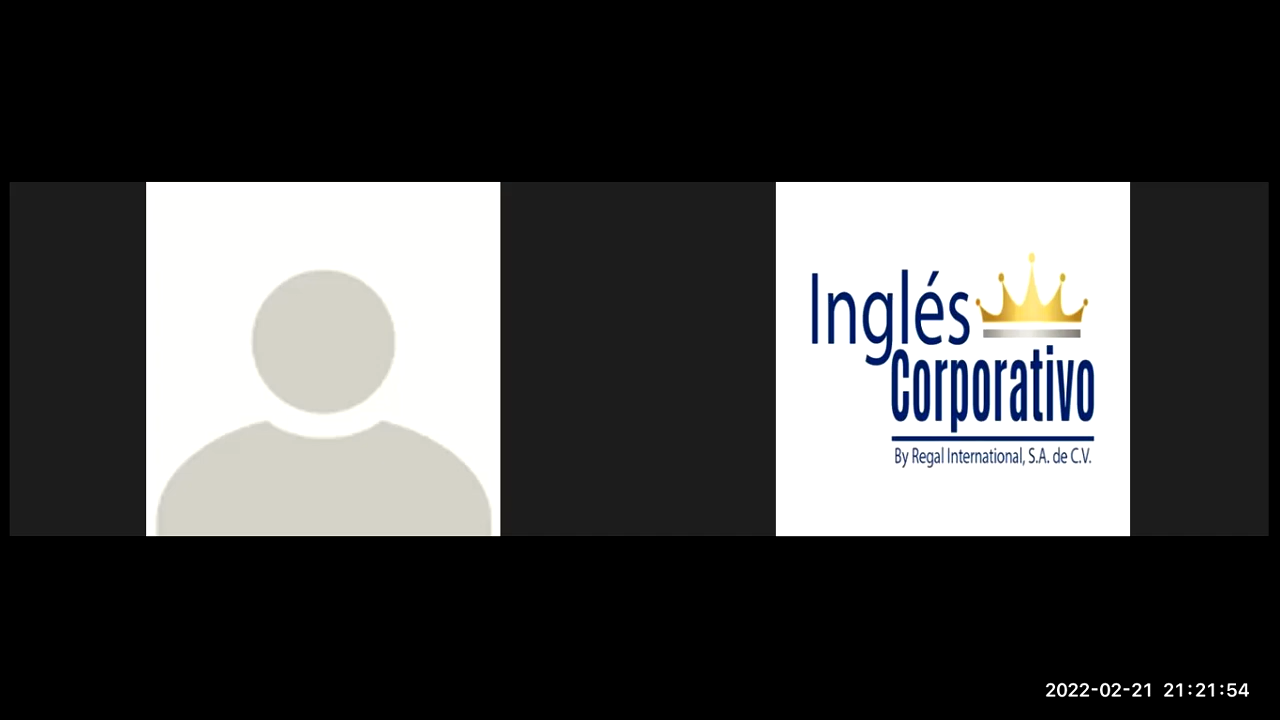 Inglés
Corporativo
By Regal International, S.A. de C.V.
2022-02-21 21:21:54